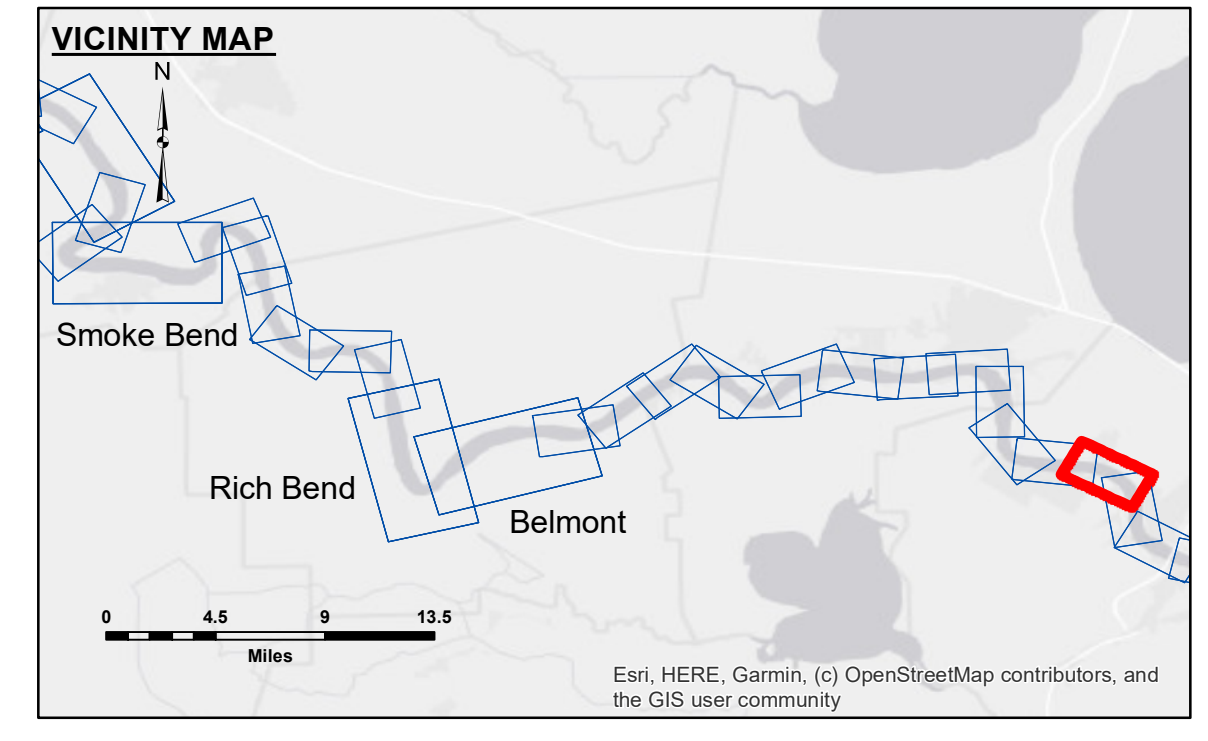 VICINITY MAP
N
Smoke Bend
Rich Bend
Belmont
0 4.5 9 13.5
Miles
Esri, HERE, Garmin, (c) OpenStreetMap contributors, and
the GIS user community